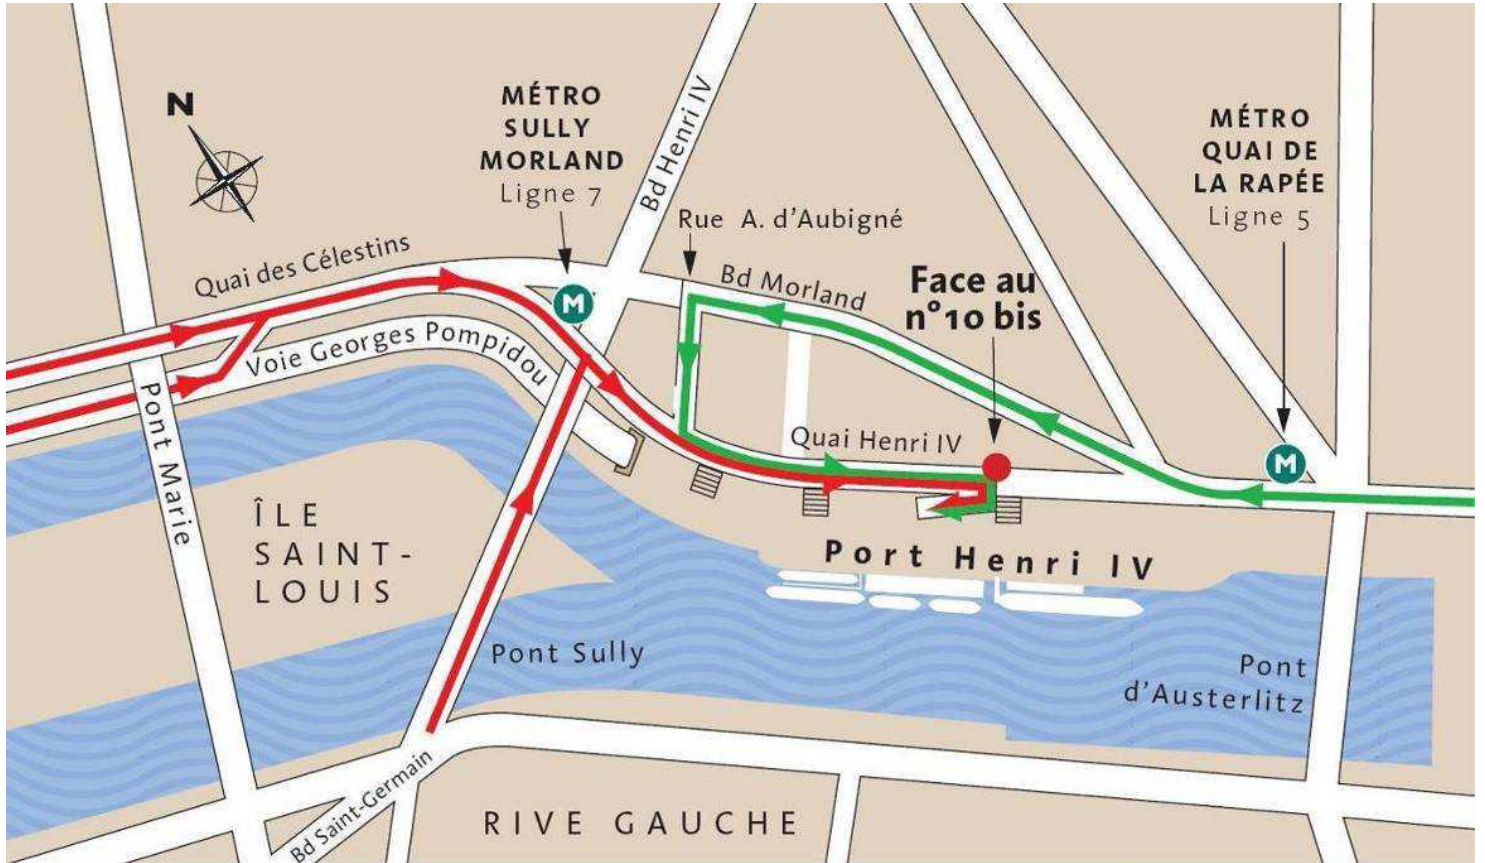 N
MÉTRO
SULLY
MORLAND
Ligne 7
Bd Henri IV
MÉTRO
QUAI DE
LA RAPÉE
Ligne 5
Rue A. d'Aubigné
Quai des Célestins
Bd Morland
Face au
n°10 bis
M
Voie Georges Pompidou
Pont Marie
Quai Henri IV
M
ÎLE
SAINT-
LOUIS
Port Henri IV
Pont Sully
Pont
d'Austerlitz
Bd Saint-Germain
RIVE GAUCHE